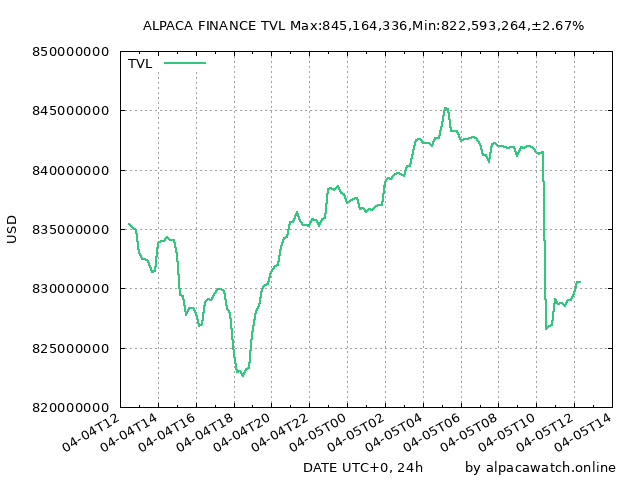 ALPACA FINANCE TVL Max:845,164,336,Min:822,593,264,±2.67%
850000000
TVL
845000000
840000000
835000000
USD
830000000
825000000
820000000
04-04T12
04-04T14
04-04T16
04-04T18
04-04T20
04-04T22
04-05T00
04-05T02
04-05T04
04-05T06
04-05T08
04-05T10
04-05T12
04-05T14
DATE UTC+0, 24h
by alpacawatch.online